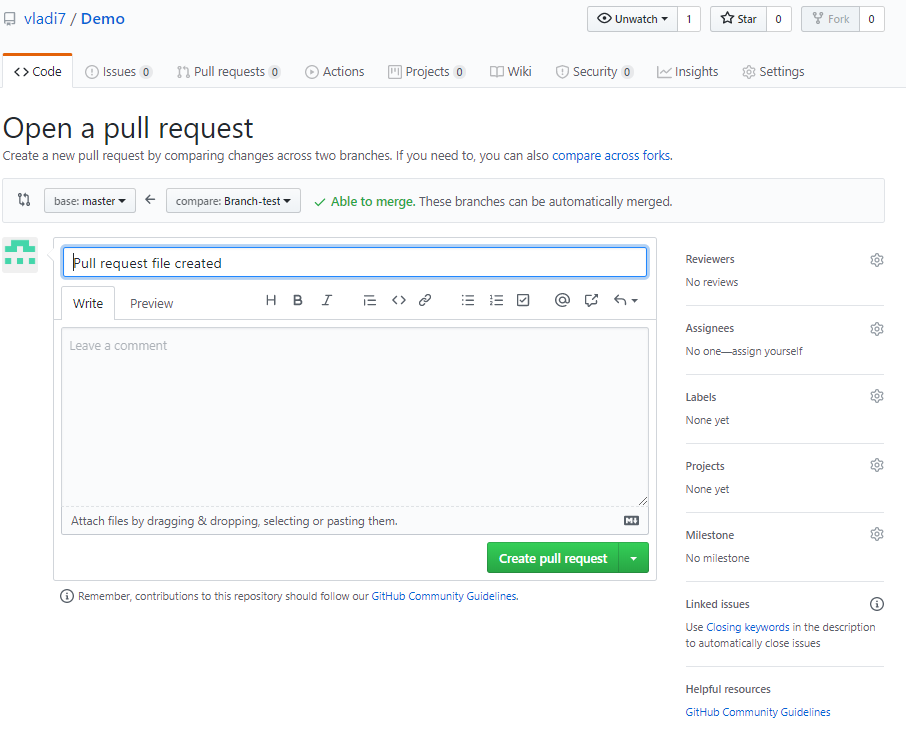 vladi7 / Demo
Unwatch 1 Star 0 Fork 0
Code Issues 0 Pull requests 0 Actions Projects 0 Wiki Security 0 Insights Settings
Open a pull request
Create a new pull request by comparing changes across two branches. If you need to, you can also compare across forks.
base: master compare: Branch-test Able to merge. These branches can be automatically merged.
Pull request file created
Write Preview
Leave a comment
Attach files by dragging & dropping, selecting or pasting them.
Create pull request
Remember, contributions to this repository should follow our GitHub Community Guidelines.
Reviewers
No reviews
Assignees
No one—assign yourself
Labels
None yet
Projects
None yet
Milestone
No milestone
Linked issues
Use Closing keywords in the description
to automatically close issues
Helpful resources
GitHub Community Guidelines